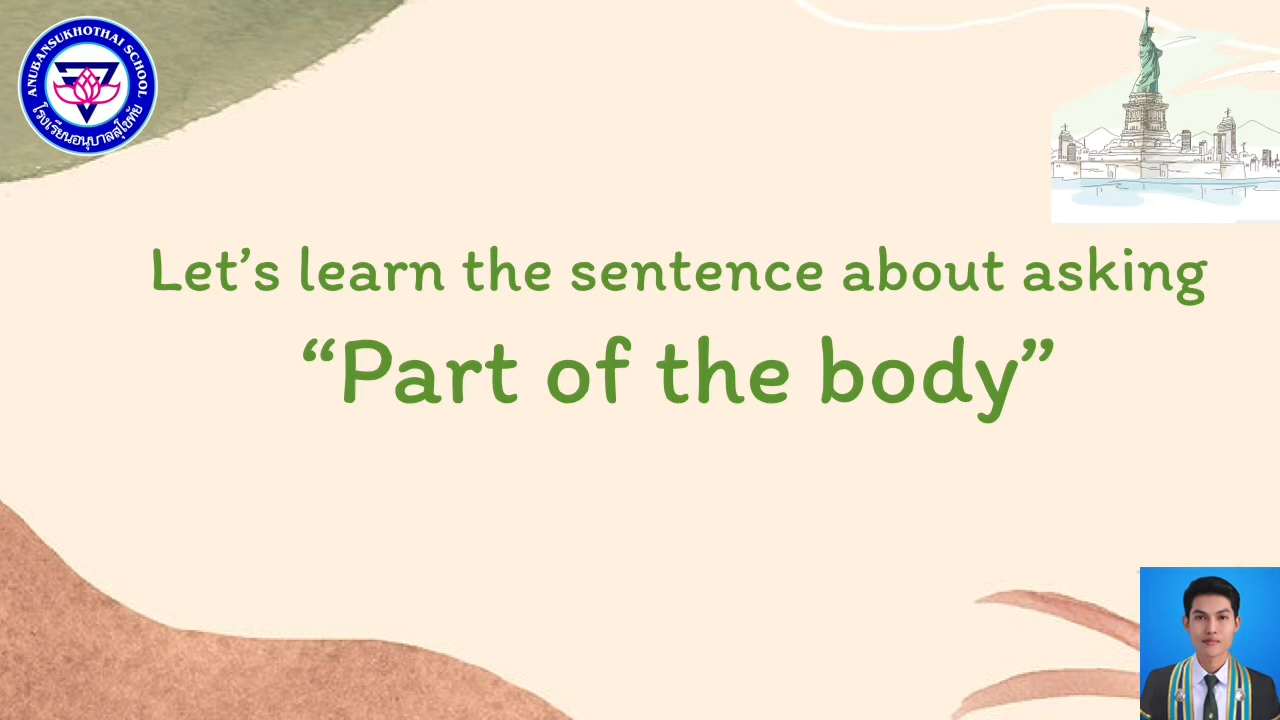 ANUBANSUKHOTHAI SCHOOL
โรงเรียนอนุบาลสุโขทัย
Let’s learn the sentence about asking
“Part of the body”